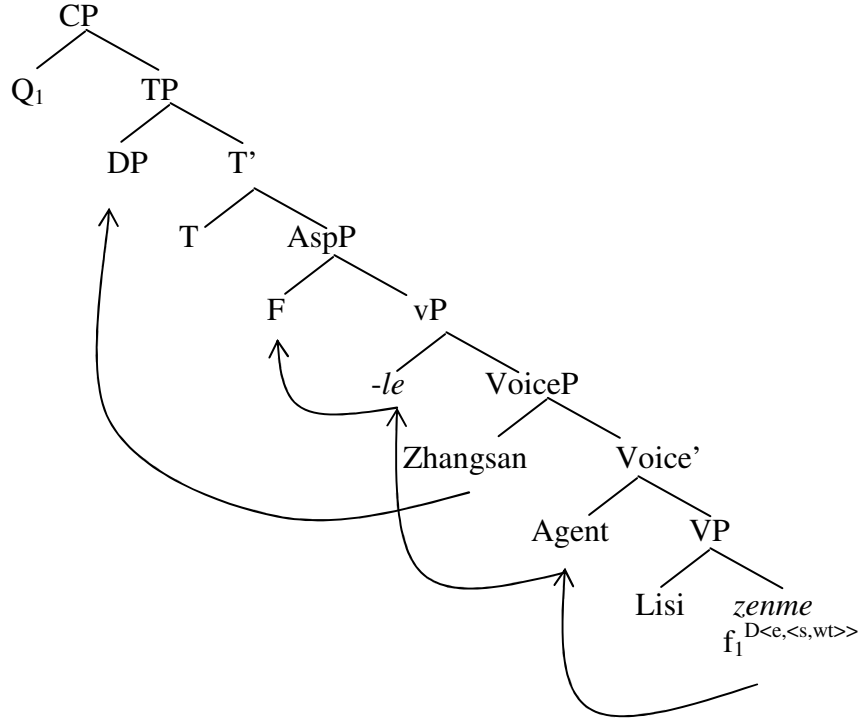 CP
Q₁ TP
DP T’
T AspP
F vP
-le VoiceP
Zhangsan Voice’
Agent VP
Lisi zenme
f₁ᴰ<e,<s,wt>>